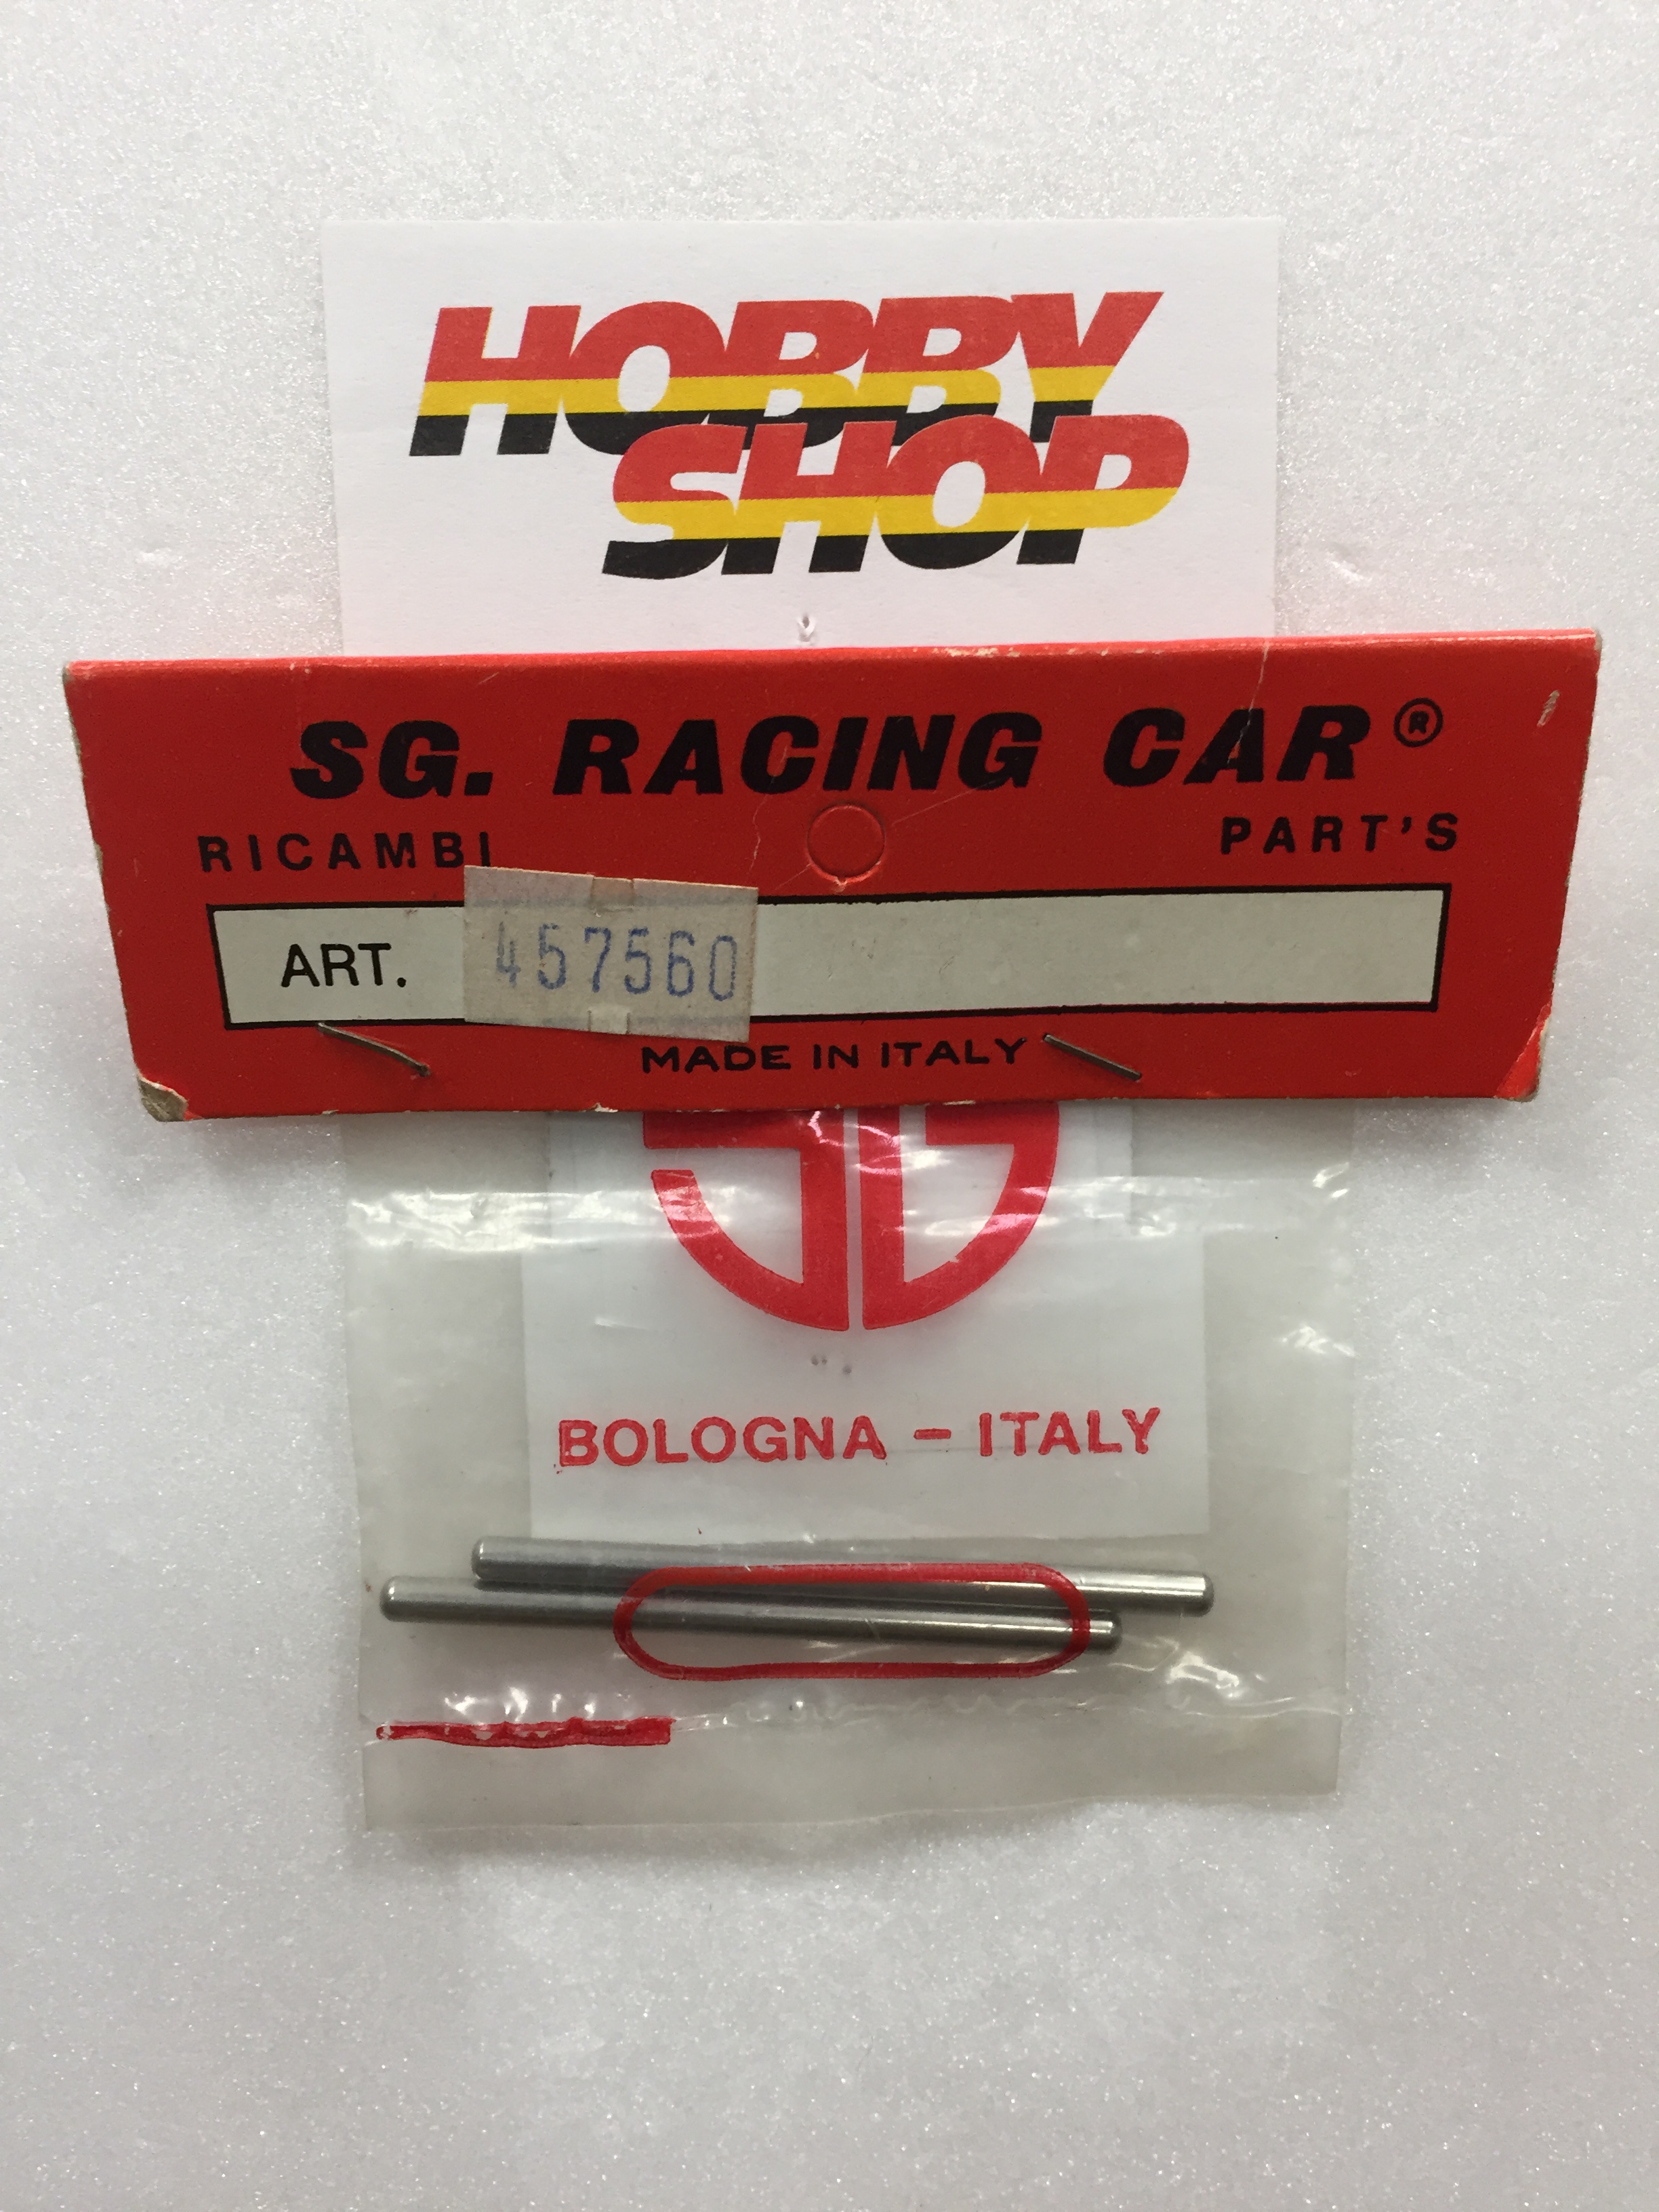 HOBBY
SHOP
SG. RACING CAR®
RICAMBI PART'S
ART. 457560
MADE IN ITALY
SG
BOLOGNA - ITALY